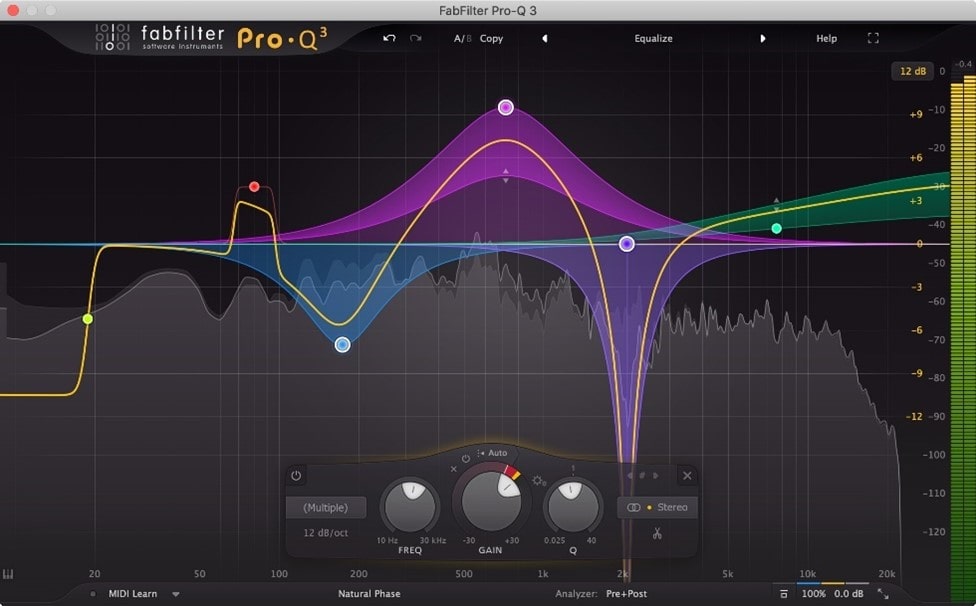 FabFilter Pro-Q 3
fabfilter
software instruments
Pro·Q³
A/B Copy
Equalize
Help
12 dB 0 -0.4
+9 -10
-20
+6
-30
+3
-40
0
-50
-3
-60
-6 -70
-9 -80
-12 -90
-100
-110
-120
Auto
(Multiple)
12 dB/oct
10 Hz 30 kHz
FREQ
-30 +30
GAIN
0.025 40
Q
Stereo
20 50 100 200 500 1k 2k 5k 10k 20k
MIDI Learn
Natural Phase
Analyzer: Pre+Post
100% 0.0 dB